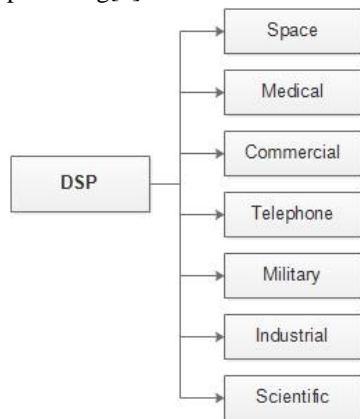 Space
Medical
Commercial
DSP
Telephone
Military
Industrial
Scientific